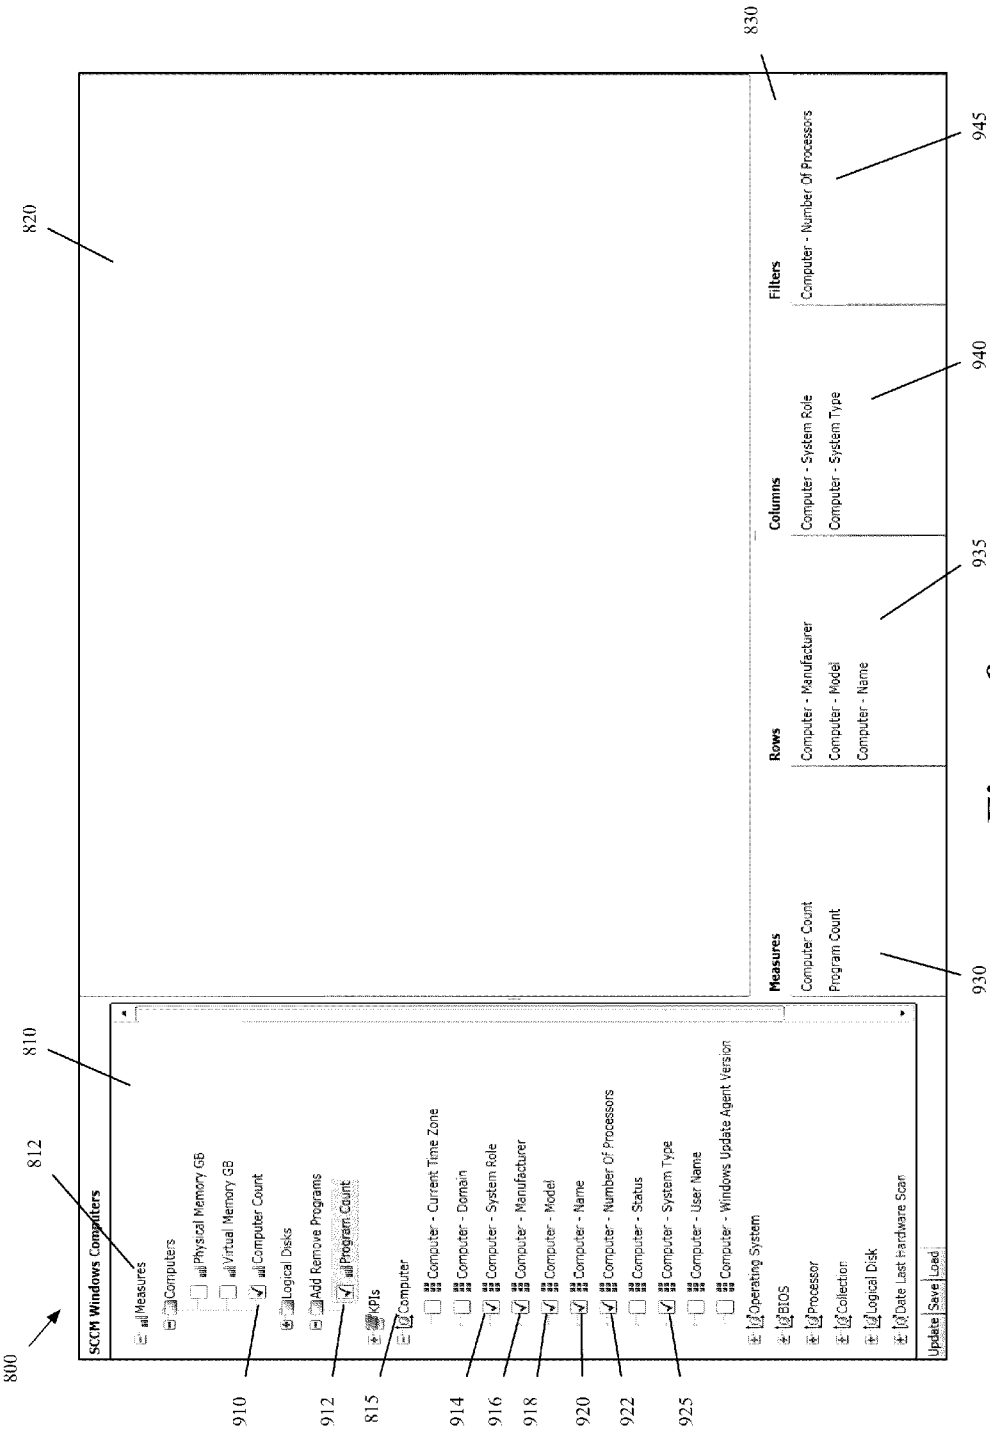 800
812
810
820
830
SCCM Windows Computers
Measures
Computers
Physical Memory GB
Virtual Memory GB
Computer Count
Logical Disks
Add Remove Programs
Program Count
KPIs
Computer
Computer - Current Time Zone
Computer - Domain
Computer - System Role
Computer - Manufacturer
Computer - Model
Computer - Name
Computer - Number Of Processors
Computer - Status
Computer - System Type
Computer - User Name
Computer - Windows Update Agent Version
Operating System
BIOS
Processor
Collection
Logical Disk
Date Last Hardware Scan
Update Save Load
910
912
815
914
916
918
920
922
925
Measures
Computer Count
Program Count
Rows
Computer - Manufacturer
Computer - Model
Computer - Name
Columns
Computer - System Role
Computer - System Type
Filters
Computer - Number Of Processors
930
935
940
945